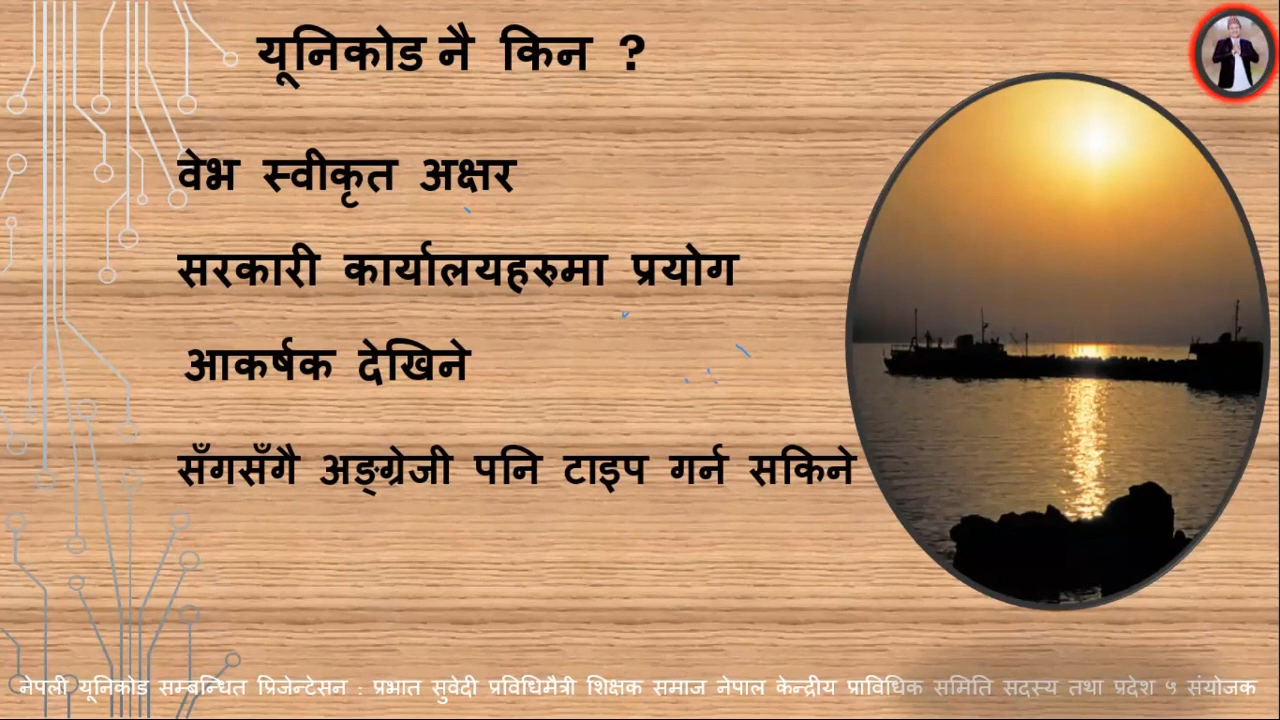 यूनिकोड नै किन ?
वेभ स्वीकृत अक्षर
सरकारी कार्यालयहरुमा प्रयोग
आकर्षक देखिने
सँगसँगै अङ्ग्रेजी पनि टाइप गर्न सकिने
नेपली यूनिकोड सम्बन्धित प्रिजेन्टेसन : प्रभात सुवेदी प्रविधिमैत्री शिक्षक समाज नेपाल केन्द्रीय प्राविधिक समिति सदस्य तथा प्रदेश ५ संयोजक